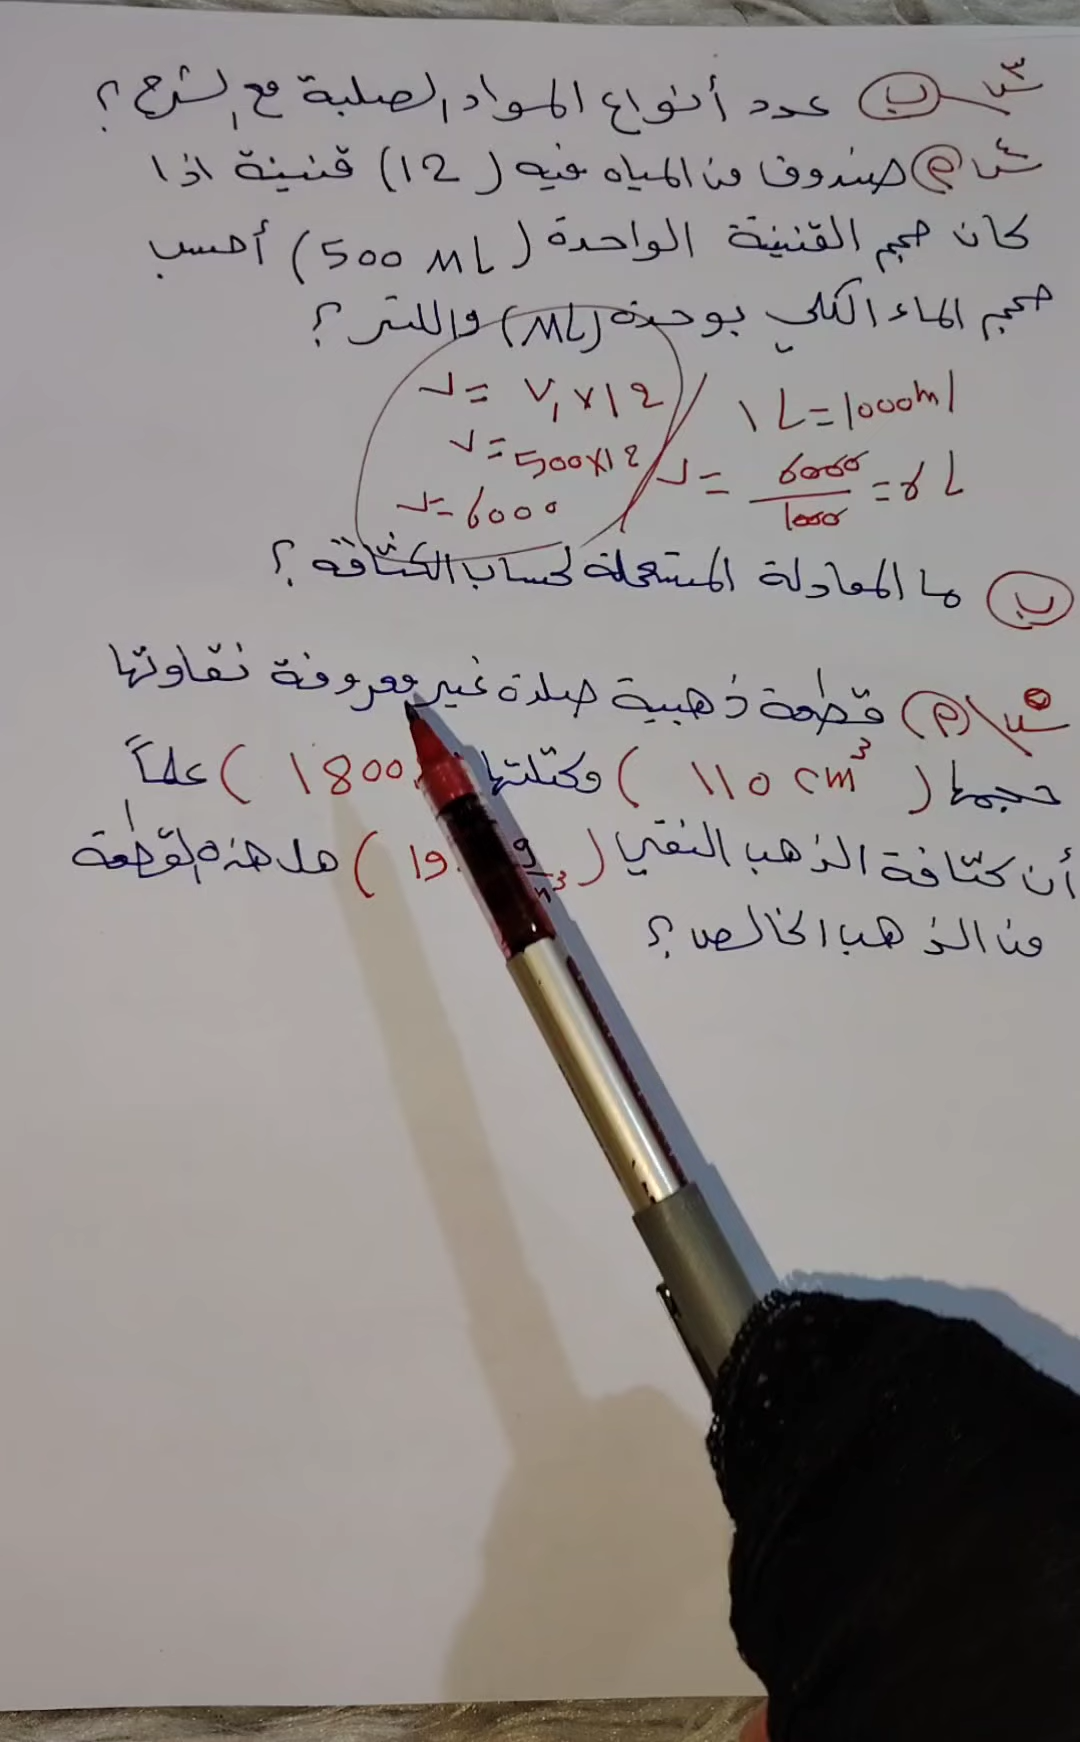 س٣ ب عدد أنواع المواد الصلبة مع الشرح؟
س٤ م صندوق من المياه فيه (12) قنينة اذا
كان حجم القنينة الواحدة (500 ML) أحسب
حجم الماء الكلي بوحدة (ML) واللتر؟
V = V₁ × 12
V = 500 × 12
V = 6000
1 L = 1000 ml
V = 6000 / 1000 = 6 L
ب ما المعادلة المستعملة لحساب الكثافة؟
س٥ م قطعة ذهبية صلدة غير معروفة نقاوتها
حجمها (110 cm³) وكتلتها (1800) علماً
أن كثافة الذهب النقي (19) هل هذه القطعة
من الذهب الخالص؟